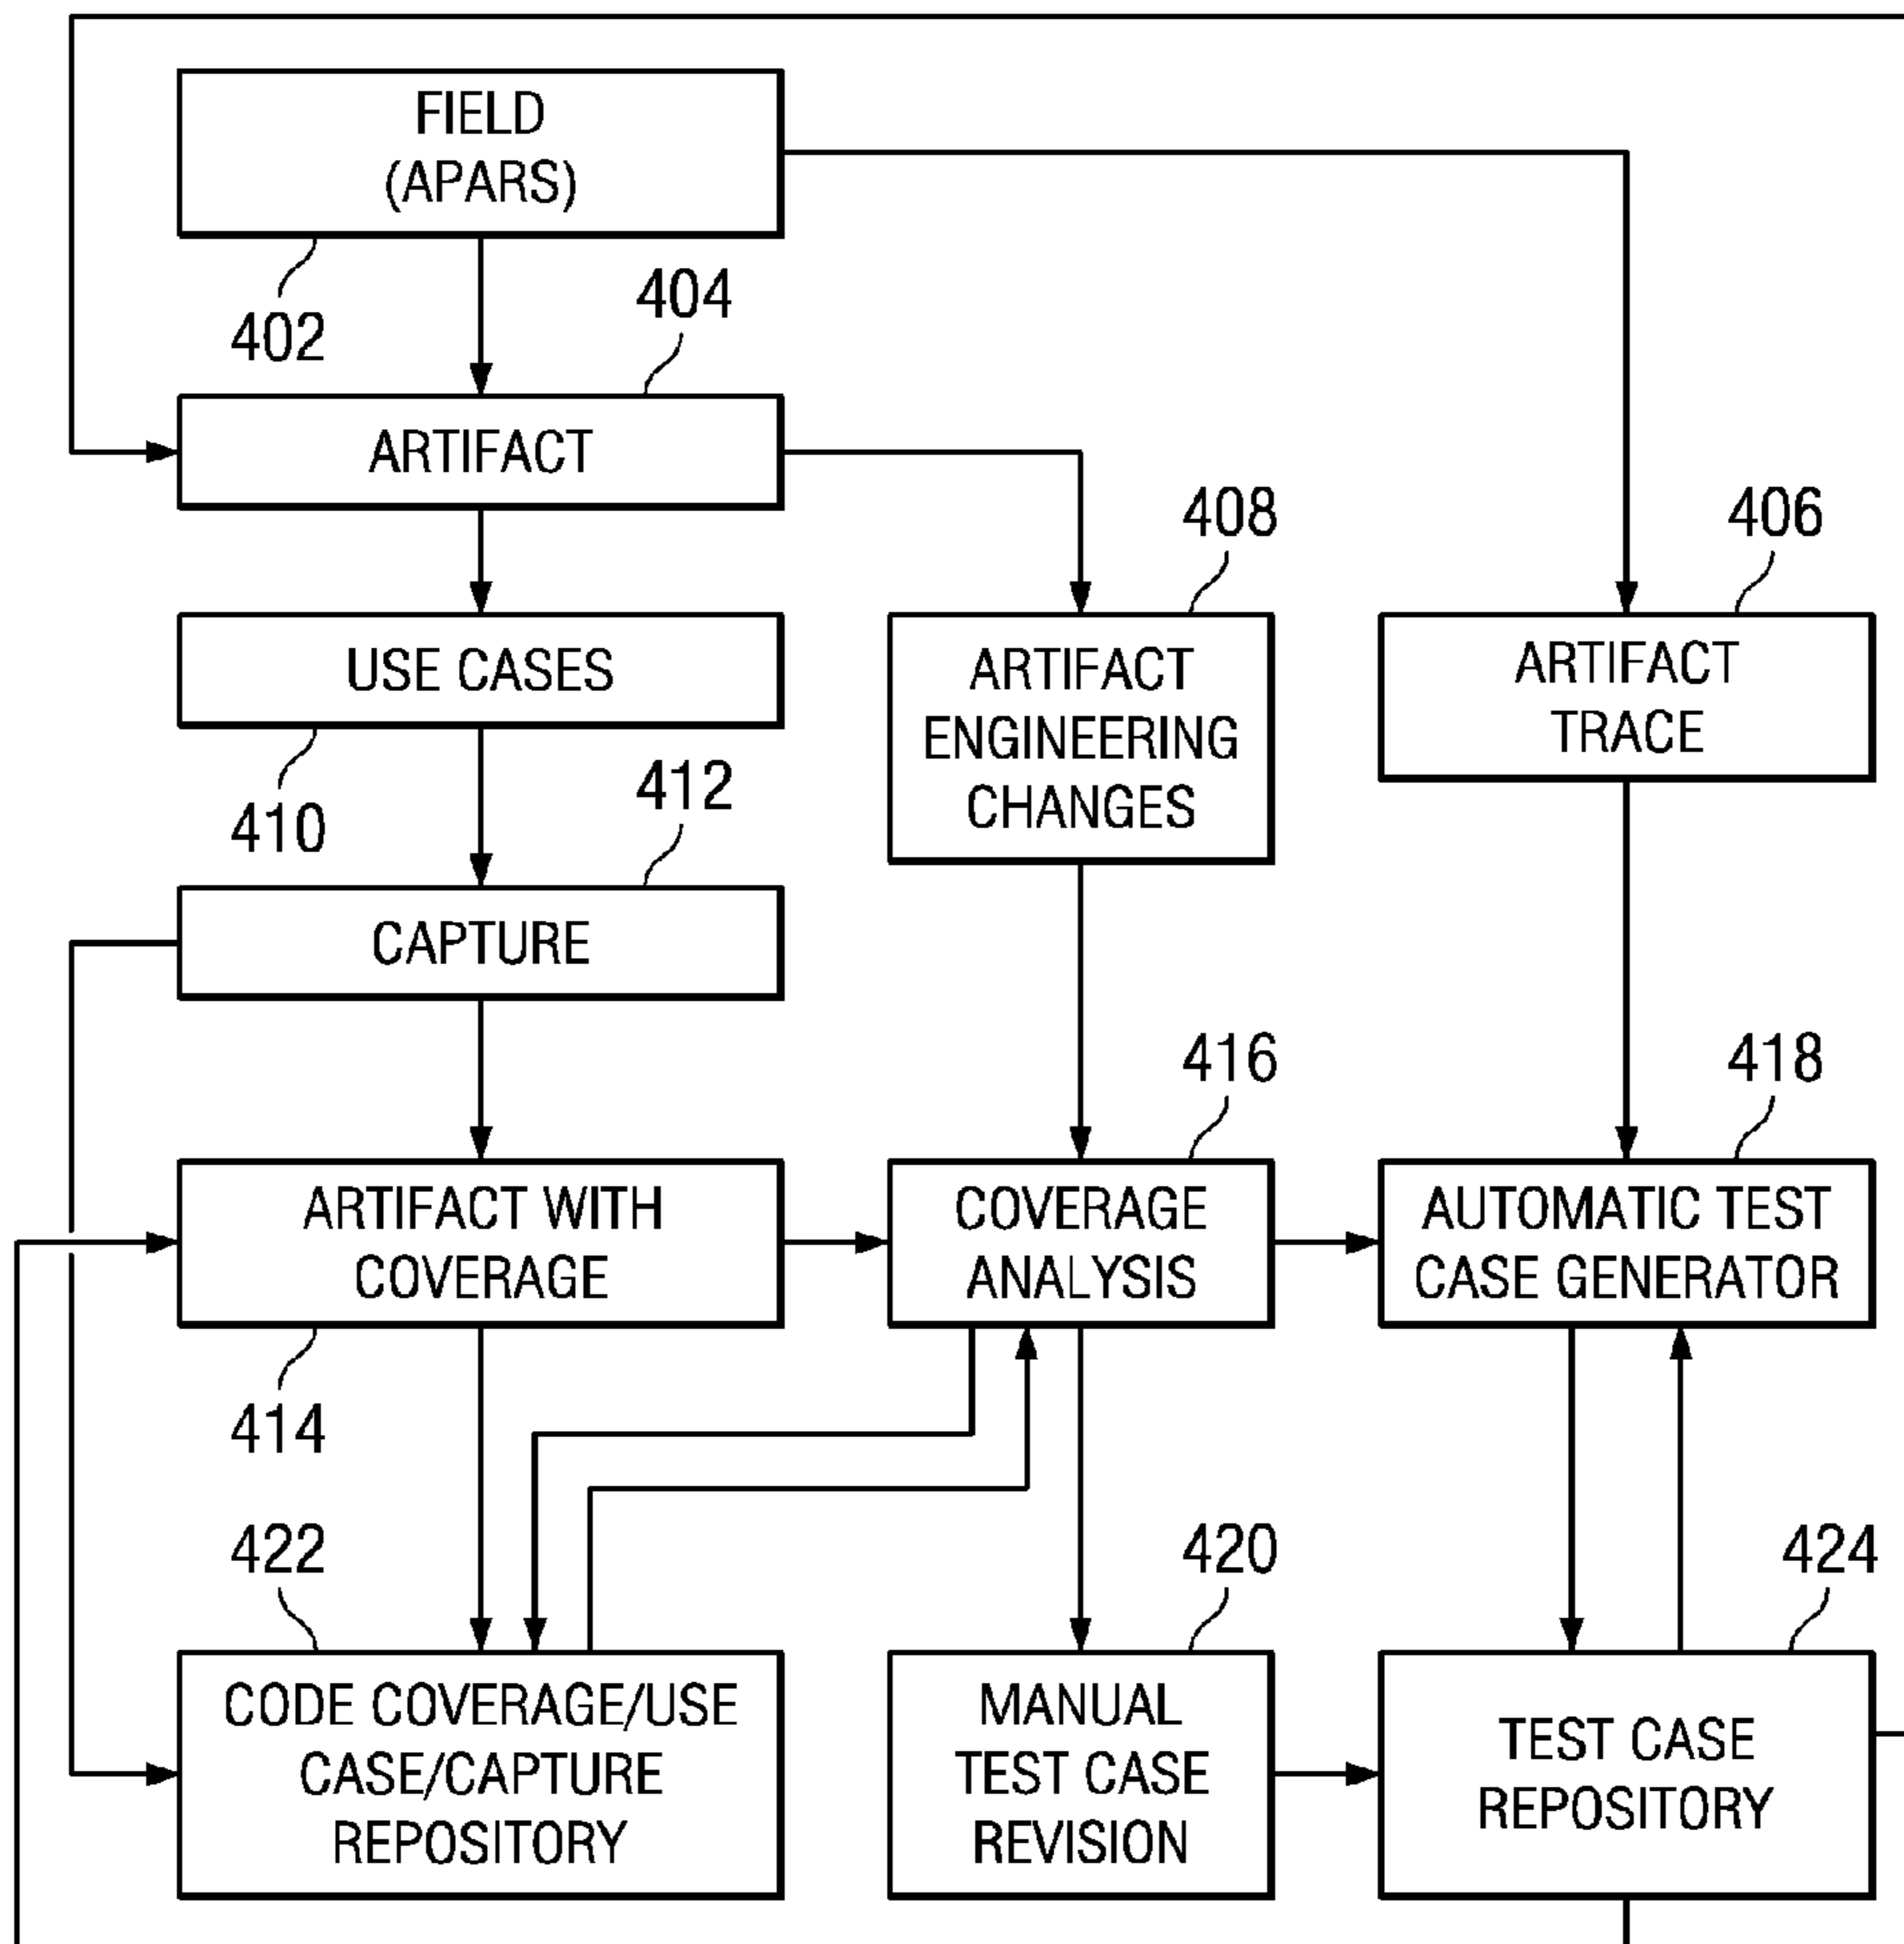 FIELD
(APARS)
402
404
ARTIFACT
408
406
USE CASES
ARTIFACT
ENGINEERING
CHANGES
ARTIFACT
TRACE
410
412
CAPTURE
416
418
ARTIFACT WITH
COVERAGE
COVERAGE
ANALYSIS
AUTOMATIC TEST
CASE GENERATOR
414
422
420
424
CODE COVERAGE/USE
CASE/CAPTURE
REPOSITORY
MANUAL
TEST CASE
REVISION
TEST CASE
REPOSITORY